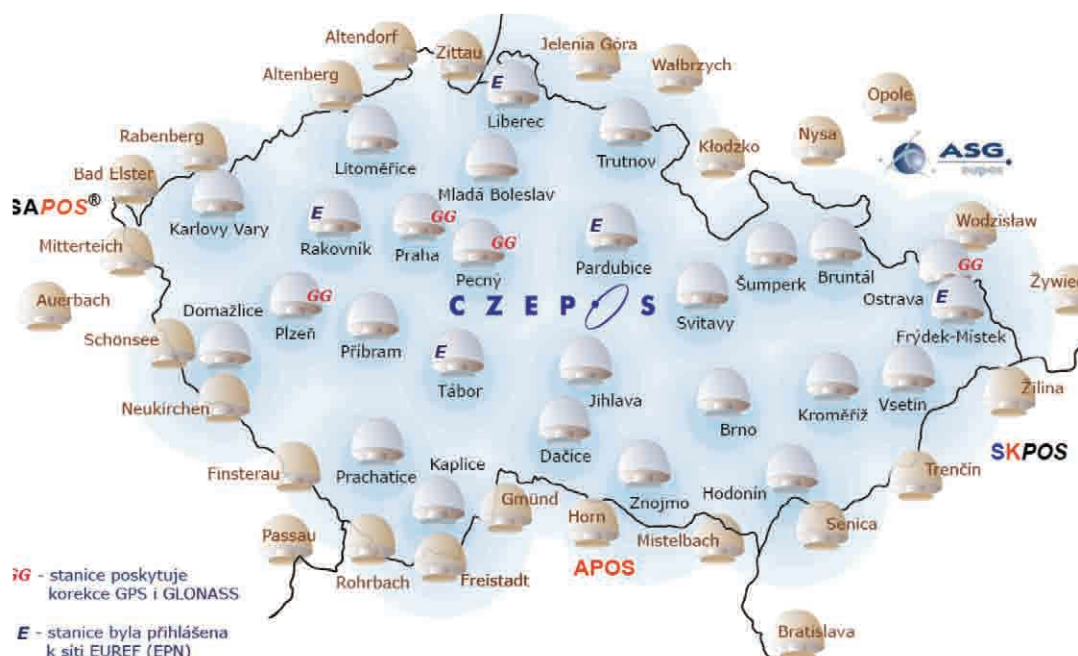 Altendorf
Zittau
Jelenia Góra
Wałbrzych
Altenberg
E
Liberec
Opole
Rabenberg
Litoměřice
Trutnov
Kłodzko
Nysa
ASG
eupos
Bad Elster
Mladá Boleslav
SAPOS®
Karlovy Vary
E
Rakovník
GG
Praha
GG
Pecný
E
Pardubice
Wodzisław
Mitterteich
Šumperk
Bruntál
GG
Ostrava
Auerbach
Domažlice
GG
Plzeň
CZEPOS
Svitavy
E
Frýdek-Místek
Żywiec
Schönsee
Příbram
E
Tábor
Jihlava
Neukirchen
Brno
Kroměříž
Vsetín
Žilina
Finsterau
Prachatice
Kaplice
Dačice
Znojmo
Hodonín
Trenčín
SKPOS
Gmünd
Horn
Mistelbach
Senica
Passau
Rohrbach
Freistadt
APOS
GG - stanice poskytuje
korekce GPS i GLONASS
E - stanice byla přihlášena
k síti EUREF (EPN)
Bratislava